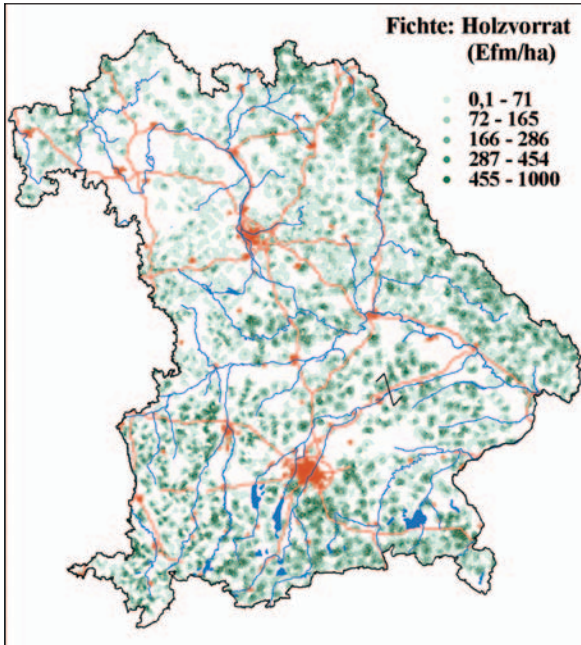 Fichte: Holzvorrat
(Efm/ha)
0,1 - 71
72 - 165
166 - 286
287 - 454
455 - 1000